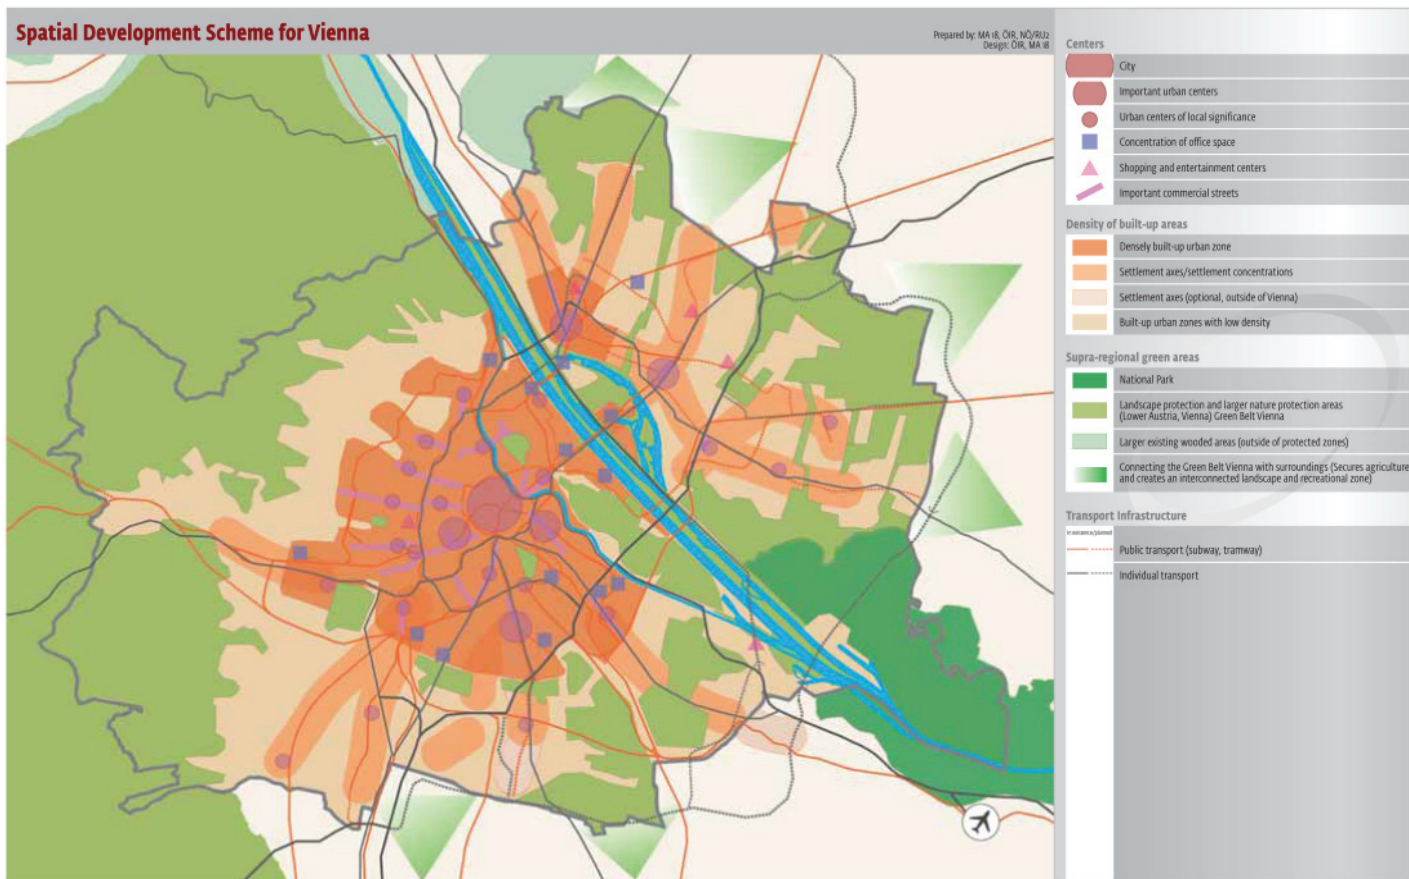 Spatial Development Scheme for Vienna
Prepared by: MA 18, ÖIR, NÖ/RU2
Design: ÖIR, MA 18
Centers
City
Important urban centers
Urban centers of local significance
Concentration of office space
Shopping and entertainment centers
Important commercial streets
Density of built-up areas
Densely built-up urban zone
Settlement axes/settlement concentrations
Settlement axes (optional, outside of Vienna)
Built-up urban zones with low density
Supra-regional green areas
National Park
Landscape protection and larger nature protection areas
(Lower Austria, Vienna) Green Belt Vienna
Larger existing wooded areas (outside of protected zones)
Connecting the Green Belt Vienna with surroundings (Secures agriculture
and creates an interconnected landscape and recreational zone)
Transport Infrastructure
In existence/planned
Public transport (subway, tramway)
Individual transport